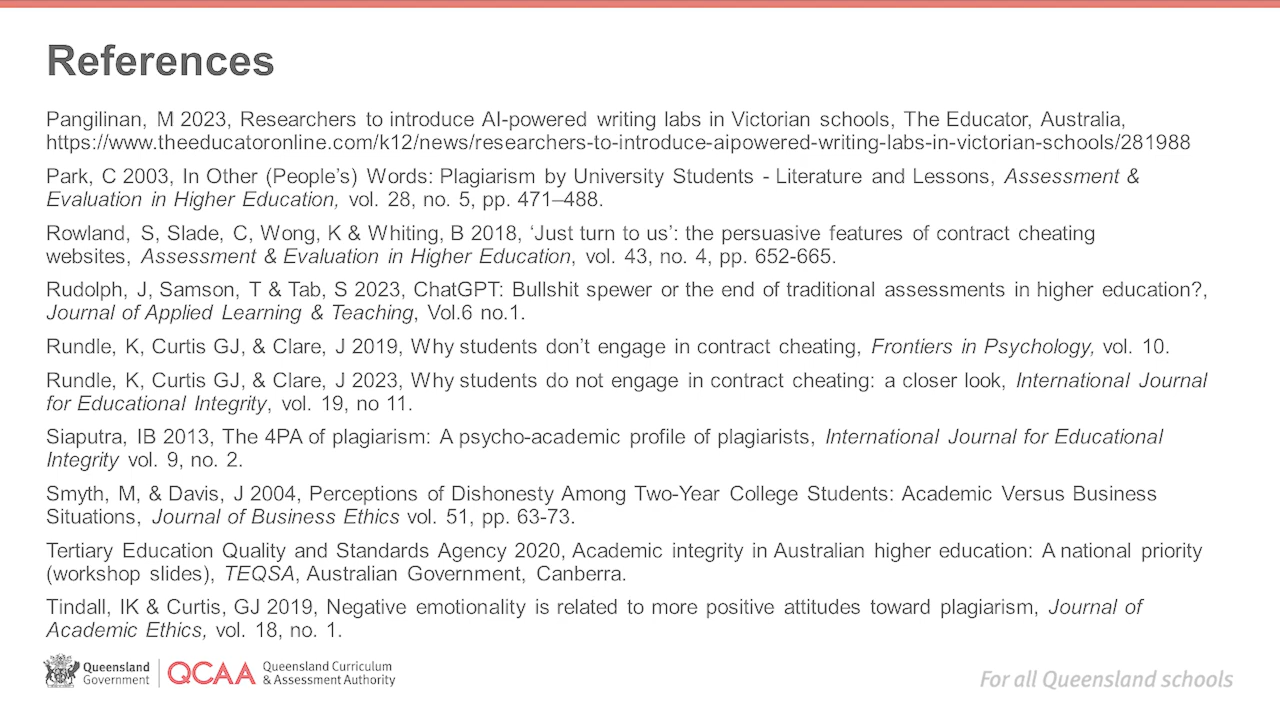 References
Pangilinan, M 2023, Researchers to introduce AI-powered writing labs in Victorian schools, The Educator, Australia,
https://www.theeducatoronline.com/k12/news/researchers-to-introduce-aipowered-writing-labs-in-victorian-schools/281988
Park, C 2003, In Other (People’s) Words: Plagiarism by University Students - Literature and Lessons, Assessment &
Evaluation in Higher Education, vol. 28, no. 5, pp. 471–488.
Rowland, S, Slade, C, Wong, K & Whiting, B 2018, ‘Just turn to us’: the persuasive features of contract cheating
websites, Assessment & Evaluation in Higher Education, vol. 43, no. 4, pp. 652-665.
Rudolph, J, Samson, T & Tab, S 2023, ChatGPT: Bullshit spewer or the end of traditional assessments in higher education?,
Journal of Applied Learning & Teaching, Vol.6 no.1.
Rundle, K, Curtis GJ, & Clare, J 2019, Why students don’t engage in contract cheating, Frontiers in Psychology, vol. 10.
Rundle, K, Curtis GJ, & Clare, J 2023, Why students do not engage in contract cheating: a closer look, International Journal
for Educational Integrity, vol. 19, no 11.
Siaputra, IB 2013, The 4PA of plagiarism: A psycho-academic profile of plagiarists, International Journal for Educational
Integrity vol. 9, no. 2.
Smyth, M, & Davis, J 2004, Perceptions of Dishonesty Among Two-Year College Students: Academic Versus Business
Situations, Journal of Business Ethics vol. 51, pp. 63-73.
Tertiary Education Quality and Standards Agency 2020, Academic integrity in Australian higher education: A national priority
(workshop slides), TEQSA, Australian Government, Canberra.
Tindall, IK & Curtis, GJ 2019, Negative emotionality is related to more positive attitudes toward plagiarism, Journal of
Academic Ethics, vol. 18, no. 1.
Queensland
Government
QCAA
Queensland Curriculum
& Assessment Authority
For all Queensland schools